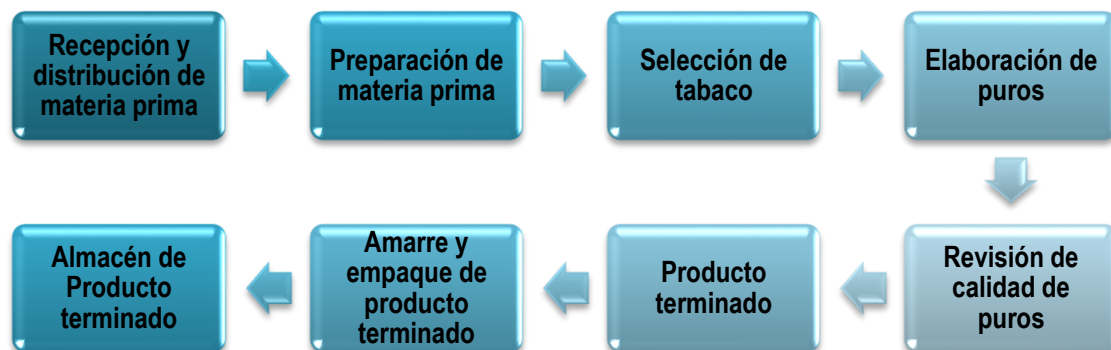 Recepción y
distribución de
materia prima
Preparación de
materia prima
Selección de
tabaco
Elaboración de
puros
Revisión de
calidad de
puros
Producto
terminado
Amarre y
empaque de
producto
terminado
Almacén de
Producto
terminado